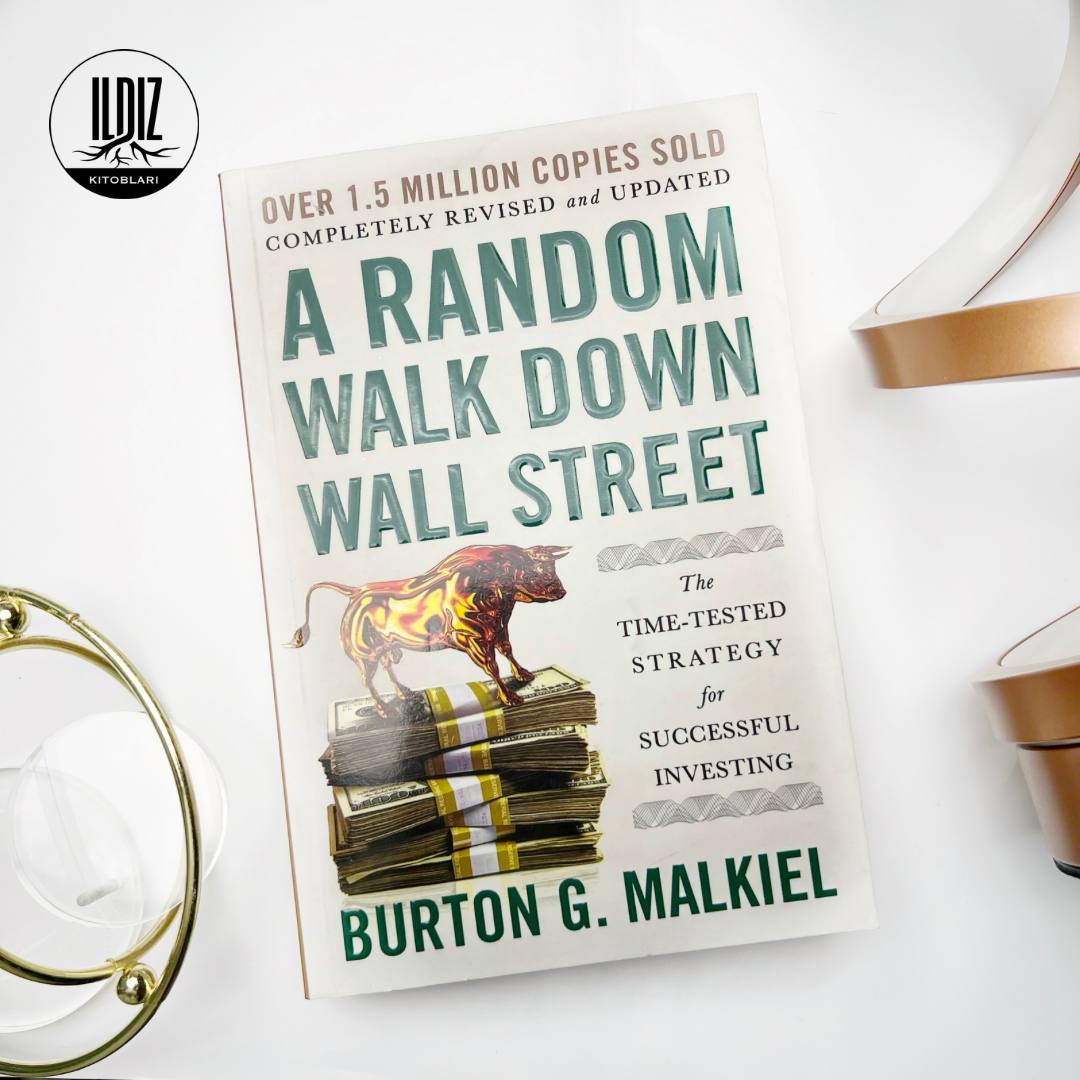 ILDIZ
KITOBLARI
OVER 1.5 MILLION COPIES SOLD
COMPLETELY REVISED and UPDATED
A RANDOM
WALK DOWN
WALL STREET
The
TIME-TESTED
STRATEGY
for
SUCCESSFUL
INVESTING
BURTON G. MALKIEL